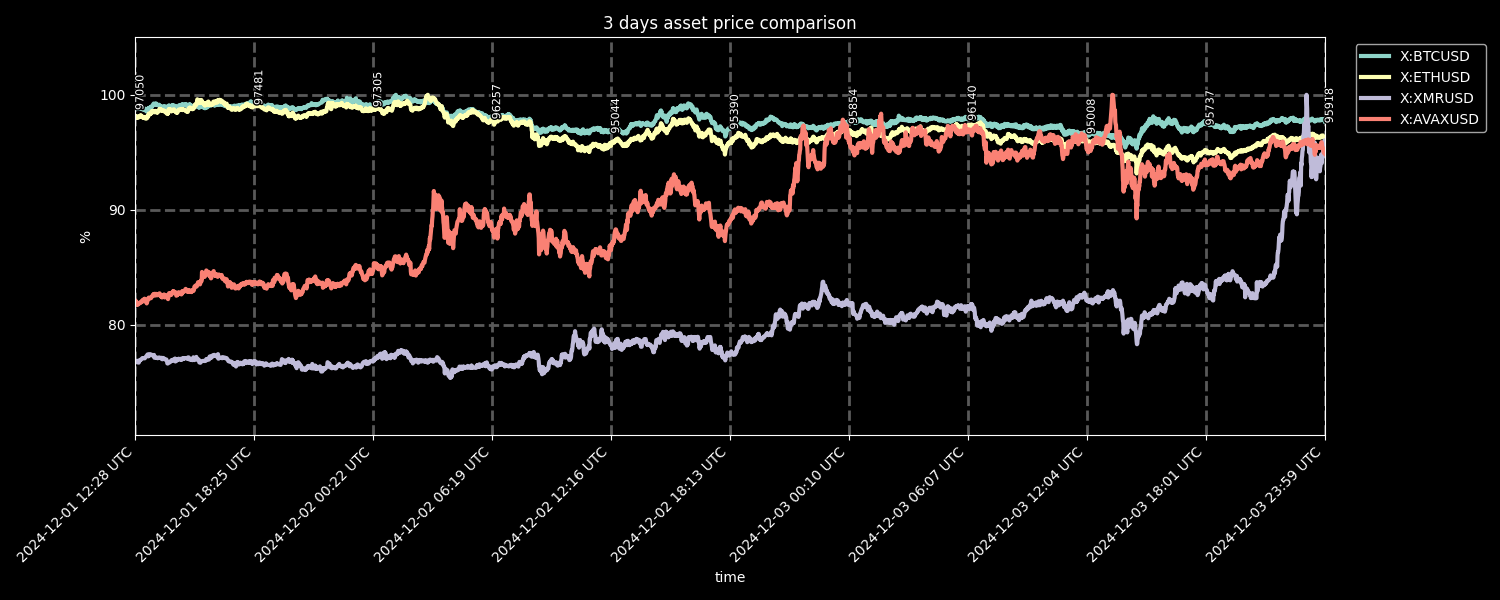 3 days asset price comparison
X:BTCUSD
X:ETHUSD
X:XMRUSD
X:AVAXUSD
100
90
80
%
97060
97481
97305
96257
95044
95390
95854
96140
95008
95737
95918
2024-12-01 12:28 UTC
2024-12-01 18:25 UTC
2024-12-02 00:22 UTC
2024-12-02 06:19 UTC
2024-12-02 12:16 UTC
2024-12-02 18:13 UTC
2024-12-03 00:10 UTC
2024-12-03 06:07 UTC
2024-12-03 12:04 UTC
2024-12-03 18:01 UTC
2024-12-03 23:59 UTC
time